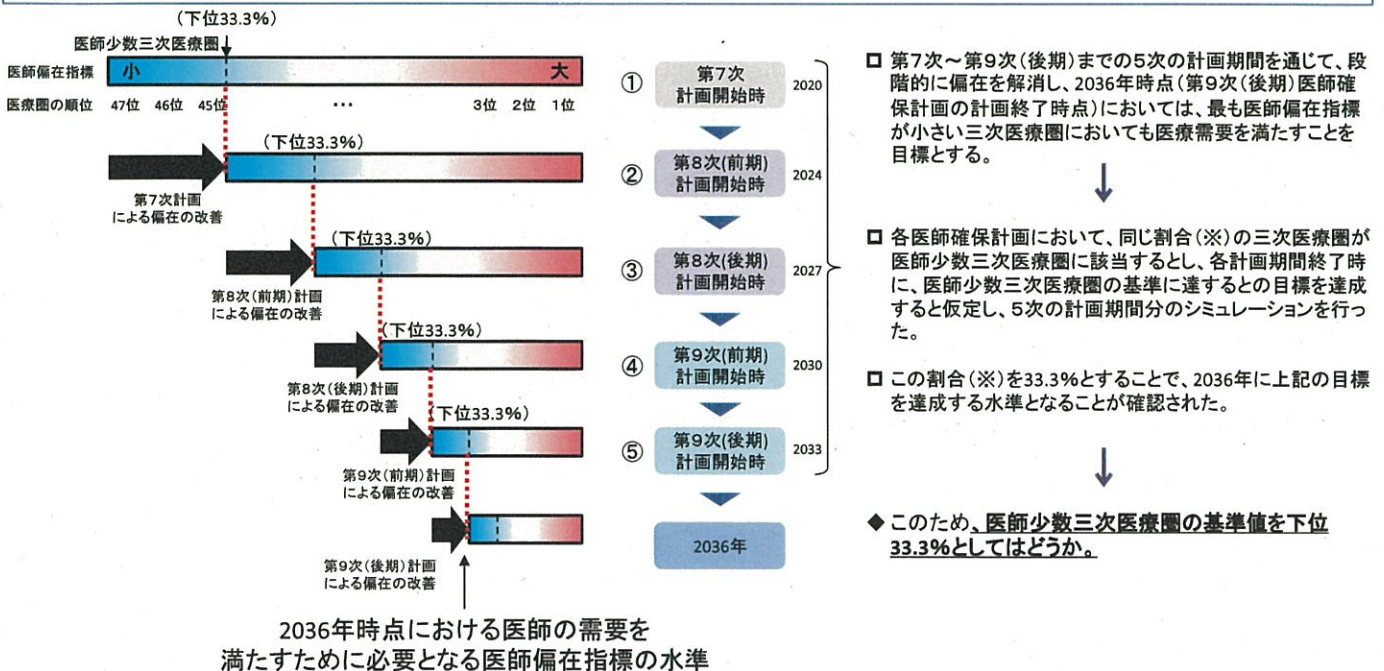 (下位33.3%)
医師少数三次医療圏
医師偏在指標
小
大
医療圏の順位
47位 46位 45位 … 3位 2位 1位
(下位33.3%)
第7次計画
による偏在の改善
(下位33.3%)
第8次(前期)計画
による偏在の改善
(下位33.3%)
第8次(後期)計画
による偏在の改善
(下位33.3%)
第9次(前期)計画
による偏在の改善
第9次(後期)計画
による偏在の改善
2036年時点における医師の需要を
満たすために必要となる医師偏在指標の水準
① 第7次
計画開始時 2020
② 第8次(前期)
計画開始時 2024
③ 第8次(後期)
計画開始時 2027
④ 第9次(前期)
計画開始時 2030
⑤ 第9次(後期)
計画開始時 2033
2036年
第7次~第9次(後期)までの5次の計画期間を通じて、段
階的に偏在を解消し、2036年時点(第9次(後期)医師確
保計画の計画終了時点)においては、最も医師偏在指標
が小さい三次医療圏においても医療需要を満たすことを
目標とする。
各医師確保計画において、同じ割合(※)の三次医療圏が
医師少数三次医療圏に該当するとし、各計画期間終了時
に、医師少数三次医療圏の基準に達するとの目標を達成
すると仮定し、5次の計画期間分のシミュレーションを行っ
た。
この割合(※)を33.3%とすることで、2036年に上記の目標
を達成する水準となることが確認された。
◆このため、医師少数三次医療圏の基準値を下位
33.3%としてはどうか。